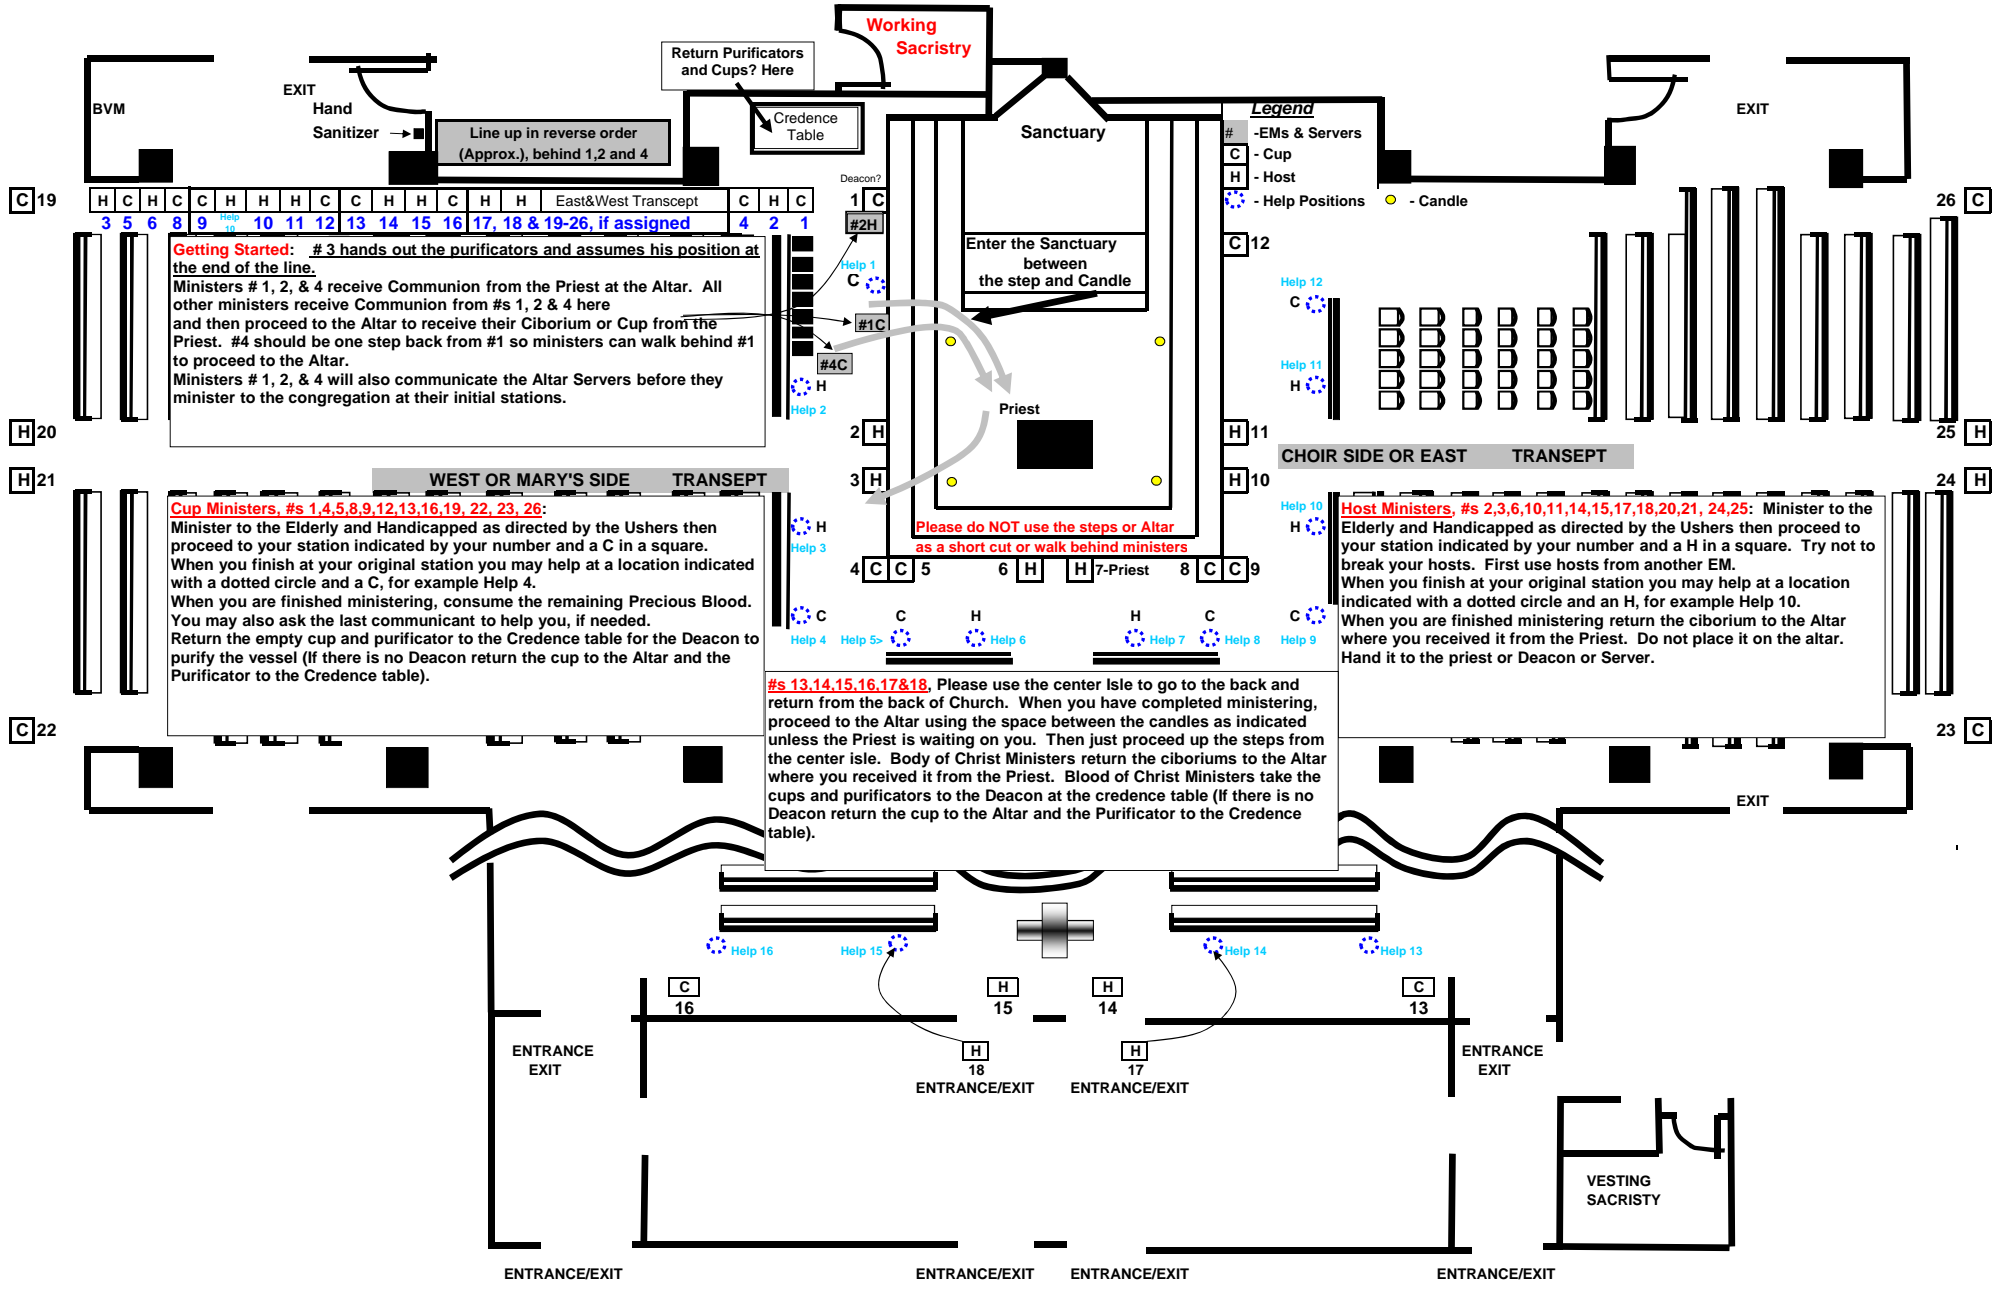 Working
Sacristry
Return Purificators
and Cups? Here
EXIT
BVM
Hand
Sanitizer
Line up in reverse order
(Approx.), behind 1,2 and 4
Credence
Table
Sanctuary
Legend
# -EMs & Servers
C - Cup
H - Host
- Help Positions
- Candle
EXIT
Deacon?
C 19
H C H C C H H H C C H H C H H East&West Transcept C H C
3 5 6 8 9 Help 10 10 11 12 13 14 15 16 17, 18 & 19-26, if assigned 4 2 1
1 C
#2H
26 C
Getting Started: # 3 hands out the purificators and assumes his position at
the end of the line.
Ministers # 1, 2, & 4 receive Communion from the Priest at the Altar. All
other ministers receive Communion from #s 1, 2 & 4 here
and then proceed to the Altar to receive their Ciborium or Cup from the
Priest. #4 should be one step back from #1 so ministers can walk behind #1
to proceed to the Altar.
Ministers # 1, 2, & 4 will also communicate the Altar Servers before they
minister to the congregation at their initial stations.
Help 1
C
#1C
#4C
H
Help 2
Enter the Sanctuary
between
the step and Candle
C 12
Help 12
C
Help 11
H
Priest
H 20
2 H
H 11
25 H
H 21
WEST OR MARY'S SIDE TRANSEPT
3 H
H 10
CHOIR SIDE OR EAST TRANSEPT
24 H
Cup Ministers, #s 1,4,5,8,9,12,13,16,19, 22, 23, 26:
Minister to the Elderly and Handicapped as directed by the Ushers then
proceed to your station indicated by your number and a C in a square.
When you finish at your original station you may help at a location indicated
with a dotted circle and a C, for example Help 4.
When you are finished ministering, consume the remaining Precious Blood.
You may also ask the last communicant to help you, if needed.
Return the empty cup and purificator to the Credence table for the Deacon to
purify the vessel (If there is no Deacon return the cup to the Altar and the
Purificator to the Credence table).
H
Help 3
C
Help 4
Please do NOT use the steps or Altar
as a short cut or walk behind ministers
4 C C 5 6 H H 7-Priest 8 C C 9
C H H C
Help 5> Help 6 Help 7 Help 8
Help 10
H
C
Help 9
Host Ministers, #s 2,3,6,10,11,14,15,17,18,20,21, 24,25: Minister to the
Elderly and Handicapped as directed by the Ushers then proceed to
your station indicated by your number and a H in a square. Try not to
break your hosts. First use hosts from another EM.
When you finish at your original station you may help at a location
indicated with a dotted circle and an H, for example Help 10.
When you are finished ministering return the ciborium to the Altar
where you received it from the Priest. Do not place it on the altar.
Hand it to the priest or Deacon or Server.
C 22
23 C
#s 13,14,15,16,17&18, Please use the center Isle to go to the back and
return from the back of Church. When you have completed ministering,
proceed to the Altar using the space between the candles as indicated
unless the Priest is waiting on you. Then just proceed up the steps from
the center isle. Body of Christ Ministers return the ciboriums to the Altar
where you received it from the Priest. Blood of Christ Ministers take the
cups and purificators to the Deacon at the credence table (If there is no
Deacon return the cup to the Altar and the Purificator to the Credence
table).
EXIT
Help 16 Help 15 Help 14 Help 13
C H H C
16 15 14 13
ENTRANCE
EXIT
H H
18 17
ENTRANCE/EXIT ENTRANCE/EXIT
ENTRANCE
EXIT
VESTING
SACRISTY
ENTRANCE/EXIT ENTRANCE/EXIT ENTRANCE/EXIT ENTRANCE/EXIT